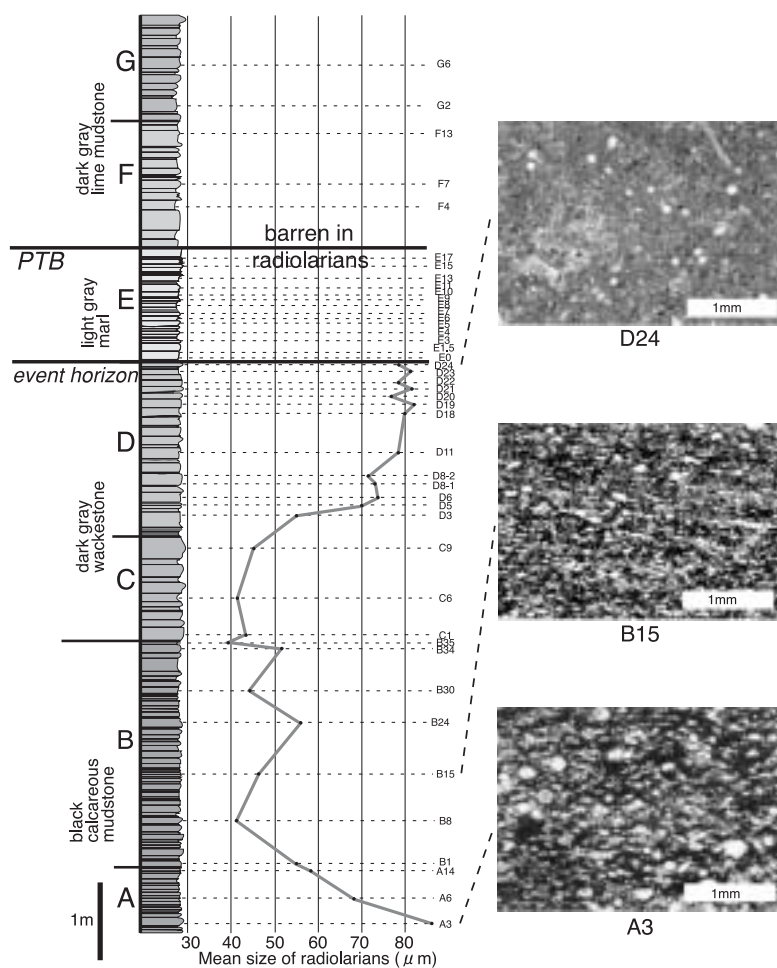 G
G6
G2
dark gray
lime mudstone
F13
F
F7
F4
barren in
radiolarians
PTB
E17
E15
E13
E11
E10
E9
E8
E7
E6
E5
E4
E3
E1.5
E0
E
light gray
marl
event horizon
D24
D23
D22
D21
D20
D19
D18
D
D11
D8-2
D8-1
D6
D5
D3
dark gray
wackestone
C9
C
C6
C1
B35
B34
B30
B24
B
B15
black
calcareous
mudstone
B8
B1
A14
A
A6
A3
1m
30 40 50 60 70 80
Mean size of radiolarians ( μ m)
1mm
D24
1mm
B15
1mm
A3